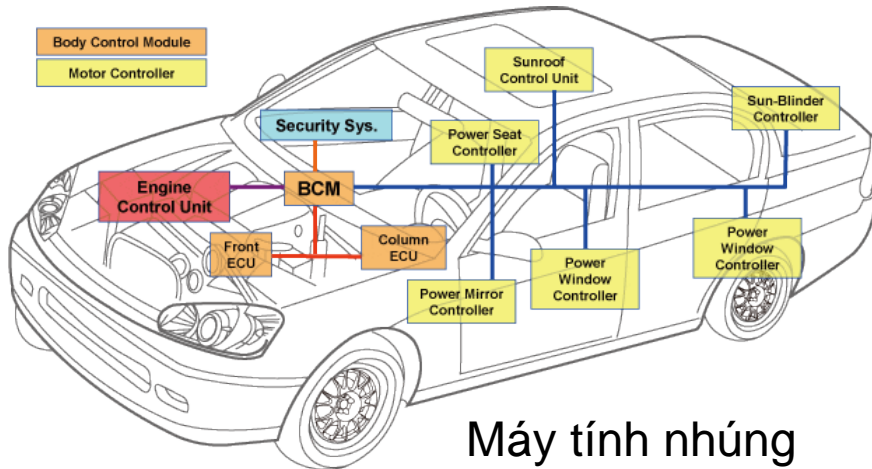 Body Control Module
Motor Controller
Sunroof
Control Unit
Sun-Blinder
Controller
Security Sys.
Power Seat
Controller
Engine
Control Unit
BCM
Front
ECU
Column
ECU
Power Mirror
Controller
Power
Window
Controller
Power
Window
Controller
Máy tính nhúng